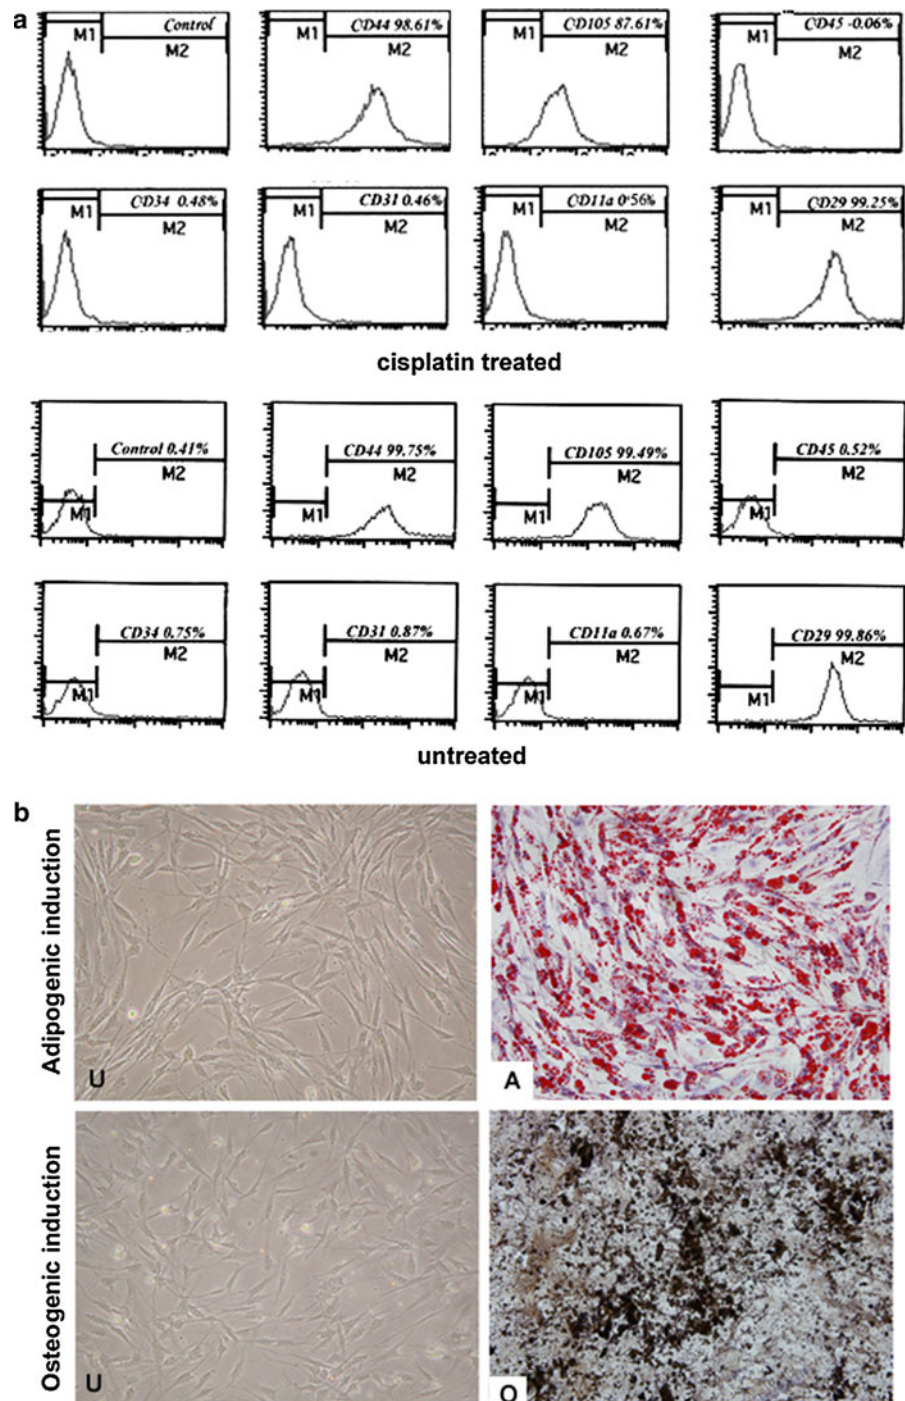 a
Control
M1
M2
CD44 98.61%
M1
M2
CD105 87.61%
M1
M2
CD45 -0.06%
M1
M2
CD34 0.48%
M1
M2
CD31 0.46%
M1
M2
CD11a 0·56%
M1
M2
CD29 99.25%
M1
M2
cisplatin treated
Control 0.41%
M2
M1
CD44 99.75%
M2
M1
CD105 99.49%
M2
M1
CD45 0.52%
M2
M1
CD34 0.75%
M2
M1
CD31 0.87%
M2
M1
CD11a 0.67%
M2
M1
CD29 99.86%
M2
M1
untreated
b
Adipogenic induction
U
A
Osteogenic induction
U
O